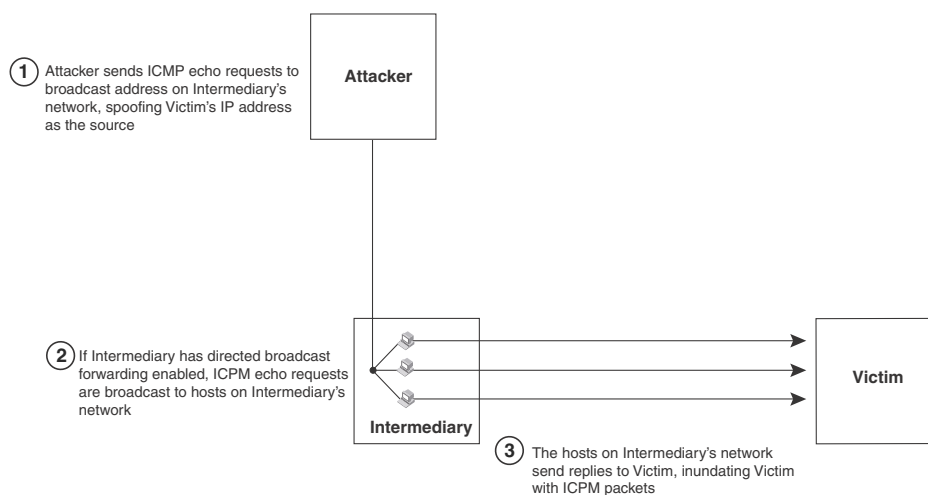 1
Attacker sends ICMP echo requests to
broadcast address on Intermediary's
network, spoofing Victim's IP address
as the source
Attacker
2
If Intermediary has directed broadcast
forwarding enabled, ICPM echo requests
are broadcast to hosts on Intermediary's
network
Intermediary
Victim
3
The hosts on Intermediary's network
send replies to Victim, inundating Victim
with ICPM packets